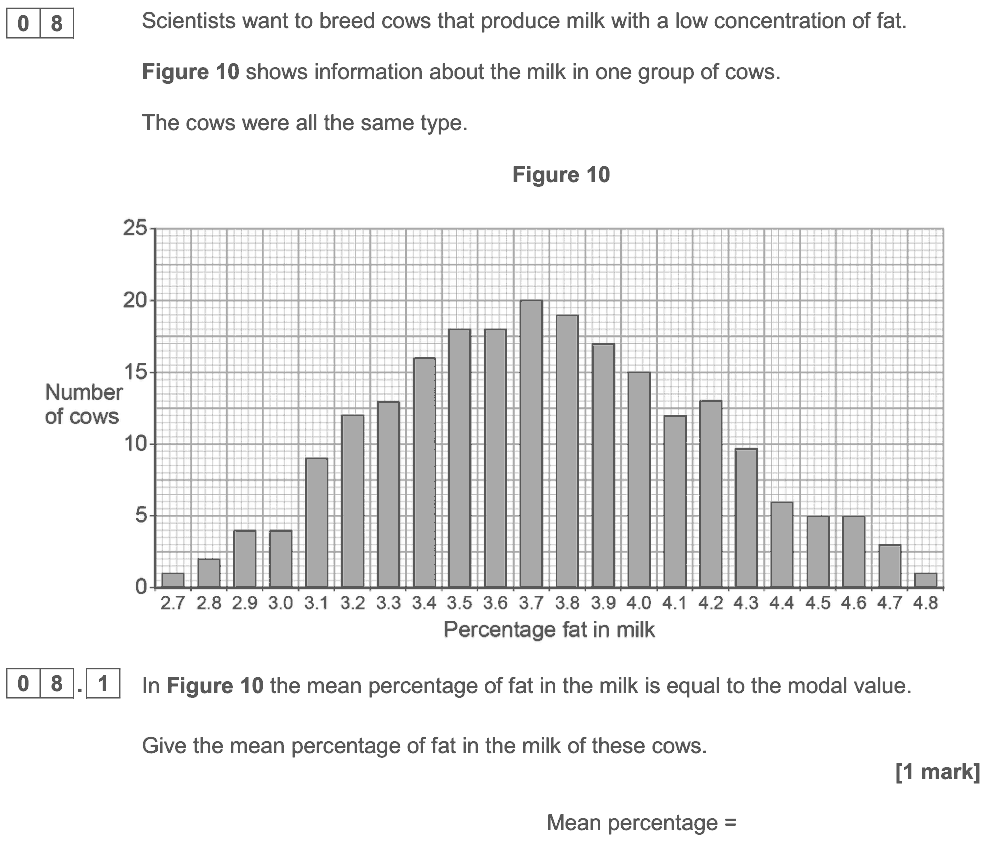 0 8 Scientists want to breed cows that produce milk with a low concentration of fat.
Figure 10 shows information about the milk in one group of cows.
The cows were all the same type.
Figure 10
25
20
15
Number
of cows
10
5
0
2.7 2.8 2.9 3.0 3.1 3.2 3.3 3.4 3.5 3.6 3.7 3.8 3.9 4.0 4.1 4.2 4.3 4.4 4.5 4.6 4.7 4.8
Percentage fat in milk
0 8 . 1 In Figure 10 the mean percentage of fat in the milk is equal to the modal value.
Give the mean percentage of fat in the milk of these cows.
[1 mark]
Mean percentage =